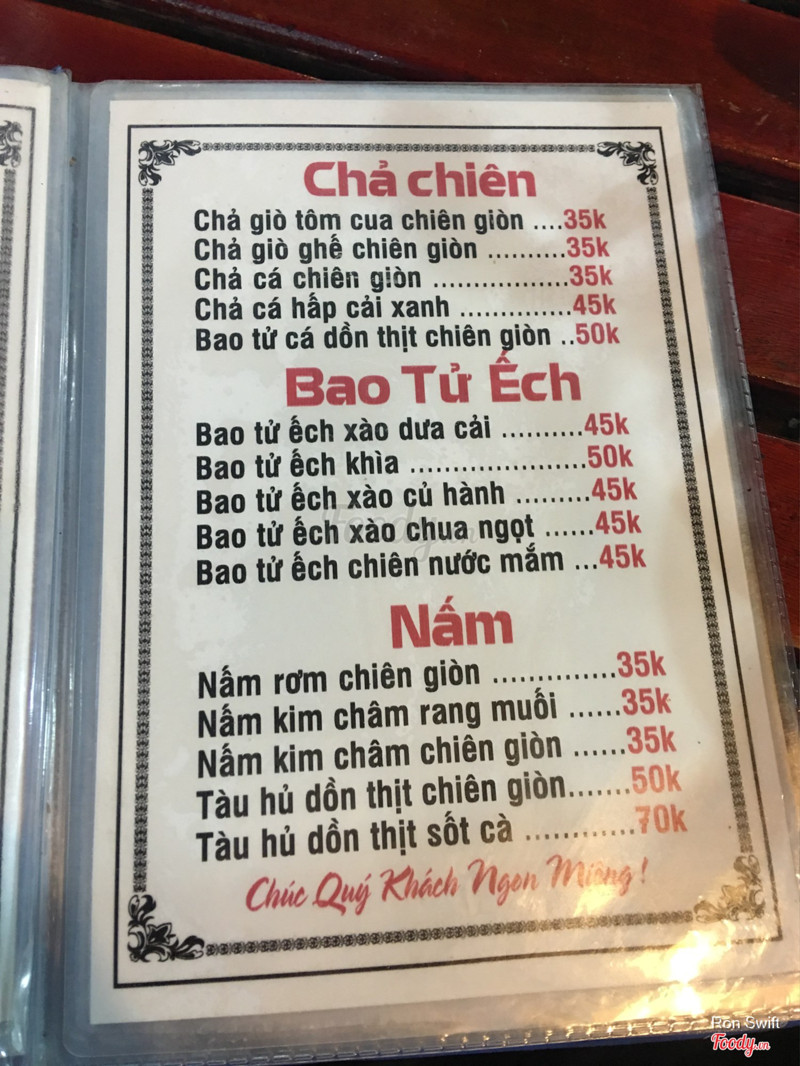 Chả chiên
Chả giò tôm cua chiên giòn ....35k
Chả giò ghế chiên giòn ..........35k
Chả cá chiên giòn .................35k
Chả cá hấp cải xanh ..............45k
Bao tử cá dồn thịt chiên giòn ..50k
Bao Tử Ếch
Bao tử ếch xào dưa cải ..........45k
Bao tử ếch khìa .....................50k
Bao tử ếch xào củ hành .........45k
Bao tử ếch xào chua ngọt ......45k
Bao tử ếch chiên nước mắm ...45k
Nấm
Nấm rơm chiên giòn ..............35k
Nấm kim châm rang muối ......35k
Nấm kim châm chiên giòn ......35k
Tàu hủ dồn thịt chiên giòn.......50k
Tàu hủ dồn thịt sốt cà ............70k
Chúc Quý Khách Ngon Miệng !
Ron Swift
Foody.vn